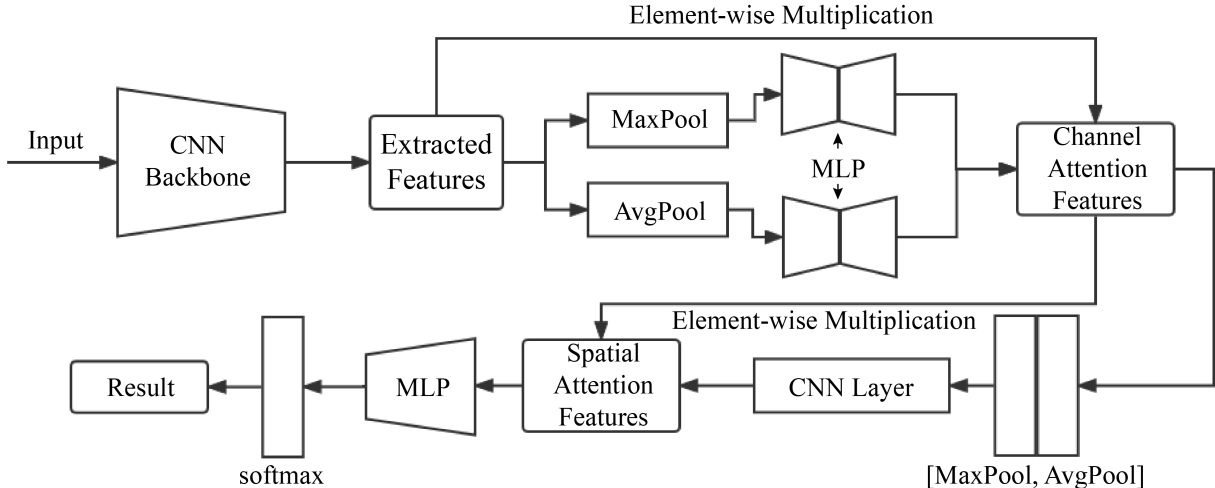 Element-wise Multiplication
Input
CNN
Backbone
Extracted
Features
MaxPool
AvgPool
MLP
Channel
Attention
Features
Element-wise Multiplication
[MaxPool, AvgPool]
CNN Layer
Spatial
Attention
Features
MLP
softmax
Result